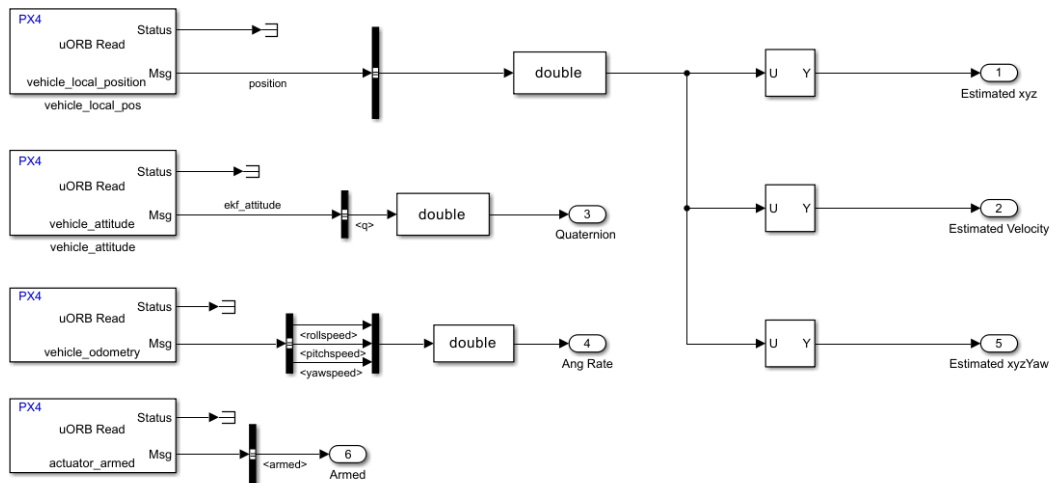 PX4
Status
uORB Read
Msg
vehicle_local_position
vehicle_local_pos
position
double
U Y
1
Estimated xyz
PX4
Status
uORB Read
Msg
vehicle_attitude
vehicle_attitude
ekf_attitude
<q>
double
3
Quaternion
U Y
2
Estimated Velocity
PX4
Status
uORB Read
Msg
vehicle_odometry
<rollspeed>
<pitchspeed>
<yawspeed>
double
4
Ang Rate
U Y
5
Estimated xyzYaw
PX4
Status
uORB Read
Msg
actuator_armed
<armed>
6
Armed